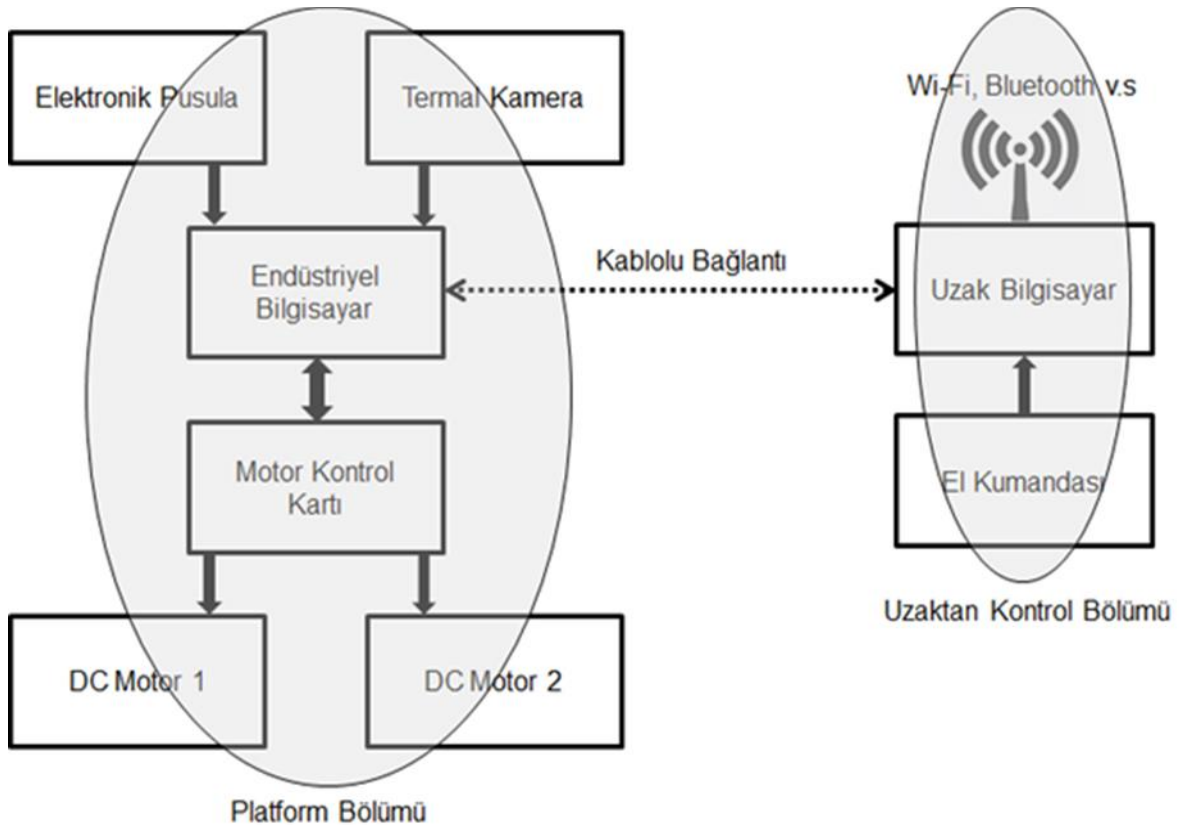 Elektronik Pusula
Termal Kamera
Wi-Fi, Bluetooth v.s
Endüstriyel
Bilgisayar
Kablolu Bağlantı
Uzak Bilgisayar
Motor Kontrol
Kartı
El Kumandası
Uzaktan Kontrol Bölümü
DC Motor 1
DC Motor 2
Platform Bölümü